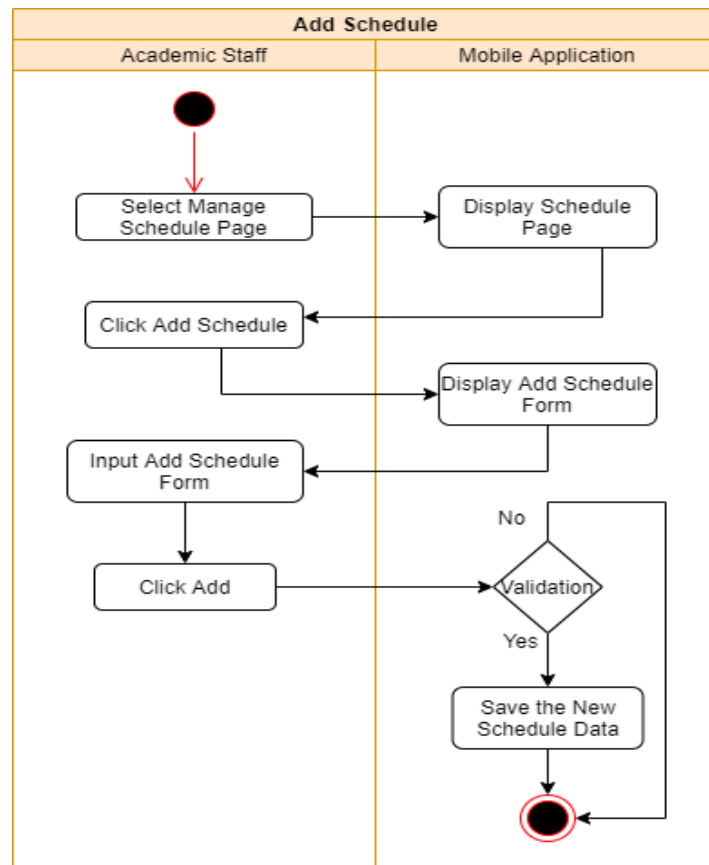 Add Schedule
Academic Staff
Mobile Application
Select Manage
Schedule Page
Display Schedule
Page
Click Add Schedule
Display Add Schedule
Form
Input Add Schedule
Form
No
Click Add
Validation
Yes
Save the New
Schedule Data